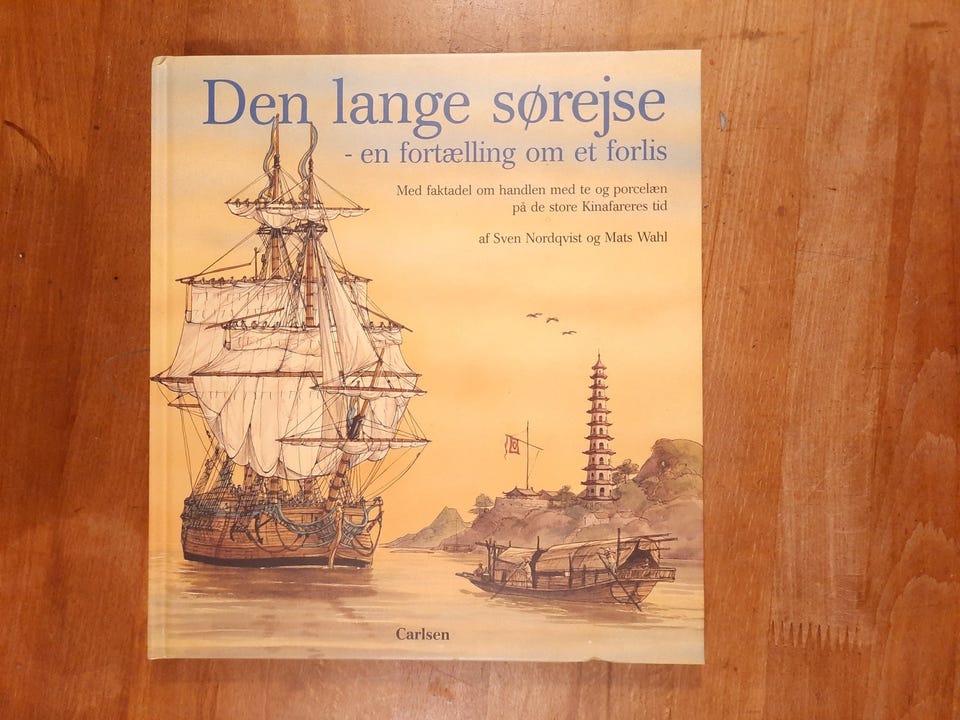 Den lange sørejse
- en fortælling om et forlis
Med faktadel om handlen med te og porcelæn
på de store Kinafareres tid
af Sven Nordqvist og Mats Wahl
Carlsen